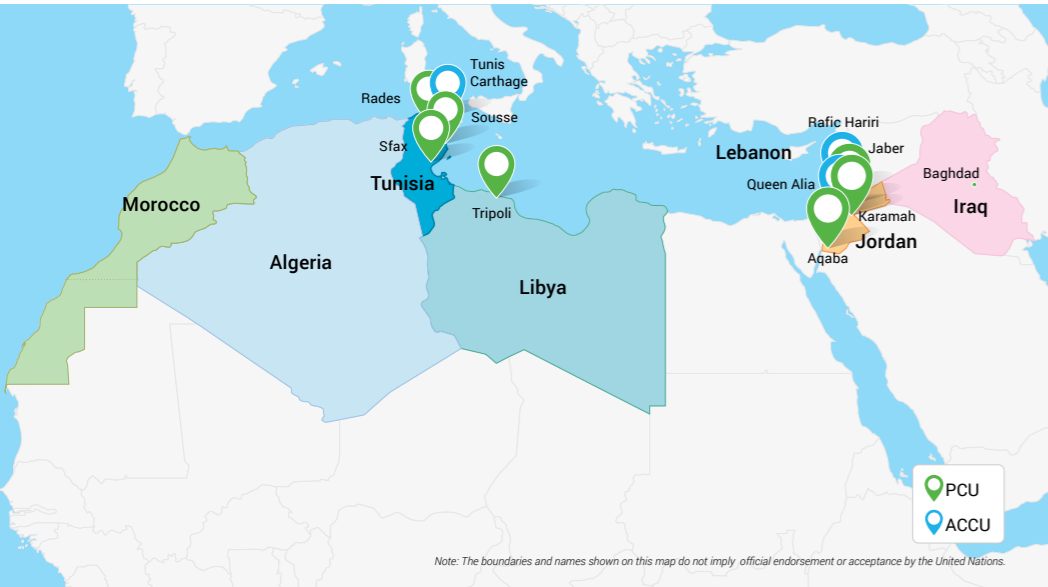 Tunis
Carthage
Rades
Sousse
Sfax
Rafic Hariri
Lebanon
Jaber
Queen Alia
Baghdad
Tunisia
Morocco
Tripoli
Karamah
Iraq
Jordan
Aqaba
Algeria
Libya
PCU
ACCU
Note: The boundaries and names shown on this map do not imply official endorsement or acceptance by the United Nations.